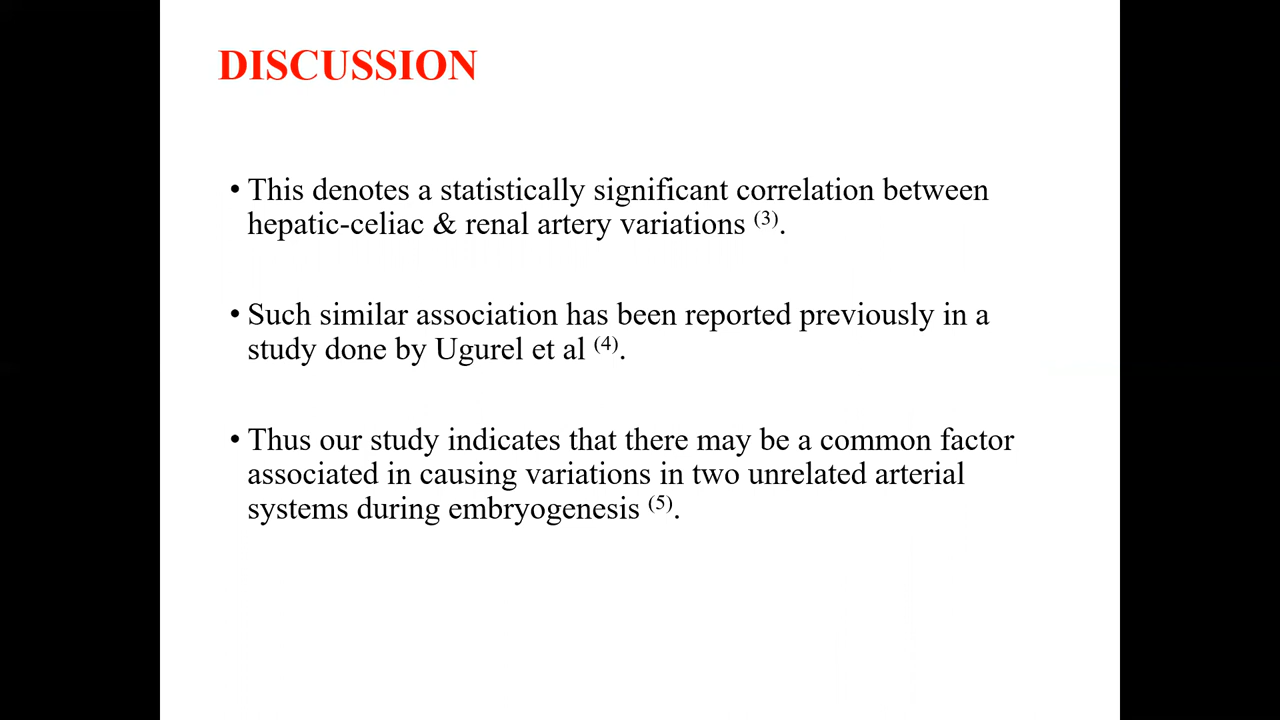 DISCUSSION
• This denotes a statistically significant correlation between
hepatic-celiac & renal artery variations (3).
• Such similar association has been reported previously in a
study done by Ugurel et al (4).
• Thus our study indicates that there may be a common factor
associated in causing variations in two unrelated arterial
systems during embryogenesis (5).